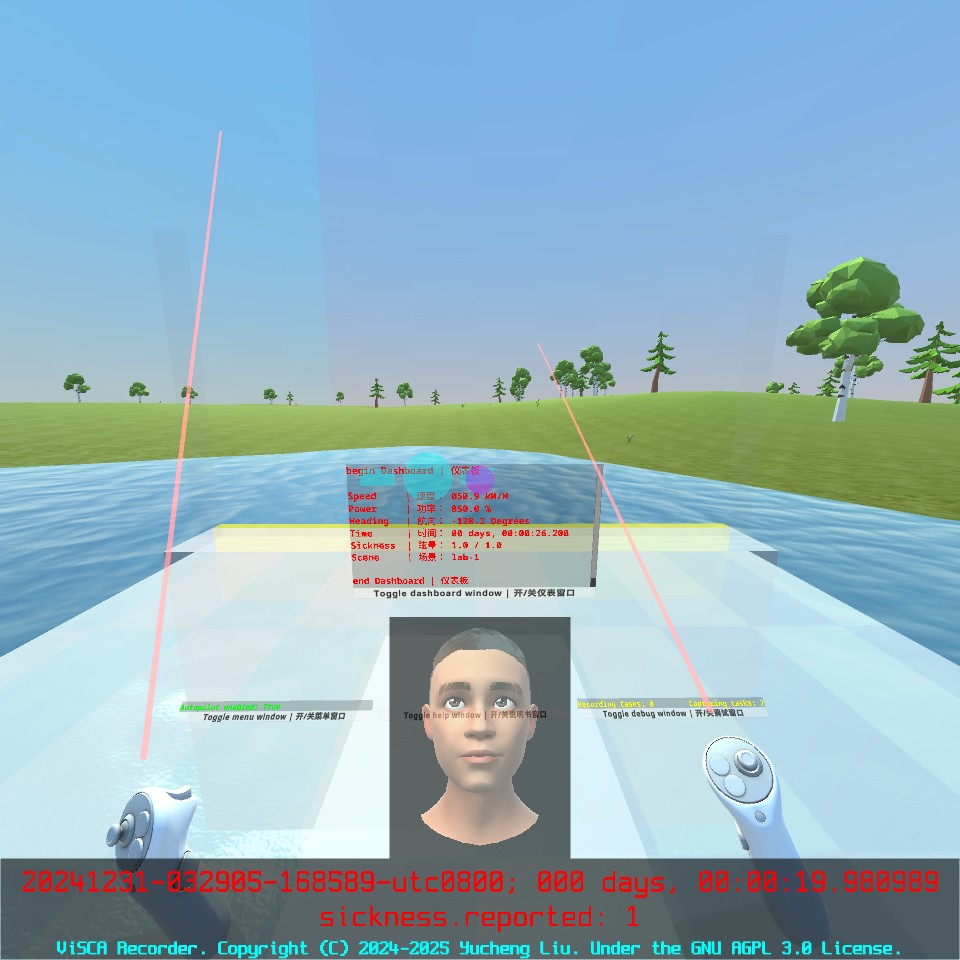 begin Dashboard | 仪表板
Speed | 速度： 050.9 KM/H
Power | 功率： 050.0 %
Heading | 航向： -128.2 Degrees
Time | 时间： 00 days, 00:00:26.200
Sickness | 眩晕： 1.0 / 1.0
Scene | 场景： lab-1
end Dashboard | 仪表板
Toggle dashboard window | 开/关仪表窗口
Autopilot enabled: True
Toggle menu window | 开/关菜单窗口
Toggle help window | 开/关说明书窗口
Recording tasks: 0 Capturing tasks: 7
Toggle debug window | 开/关调试窗口
20241231-032905-168589-utc0800; 000 days, 00:00:19.980989
sickness.reported: 1
ViSCA Recorder. Copyright (C) 2024-2025 Yucheng Liu. Under the GNU AGPL 3.0 License.